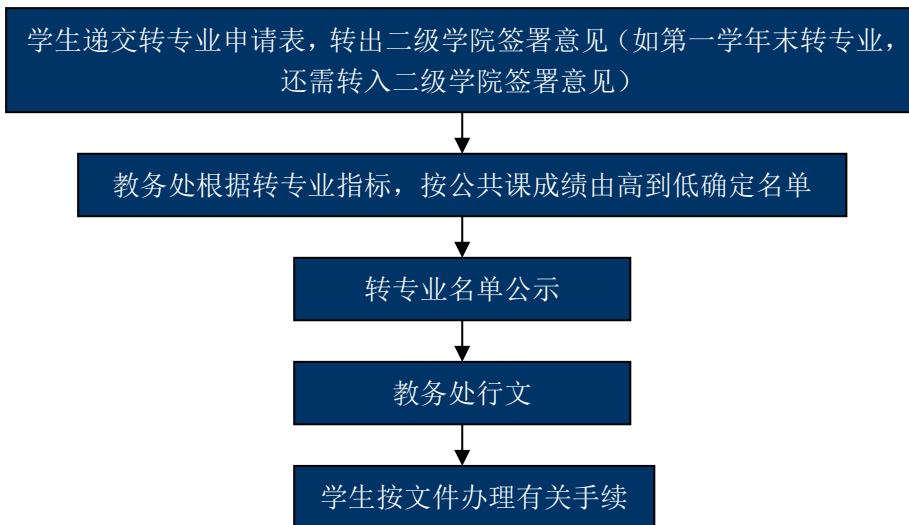 学生递交转专业申请表，转出二级学院签署意见（如第一学年末转专业，
还需转入二级学院签署意见）
教务处根据转专业指标，按公共课成绩由高到低确定名单
转专业名单公示
教务处行文
学生按文件办理有关手续